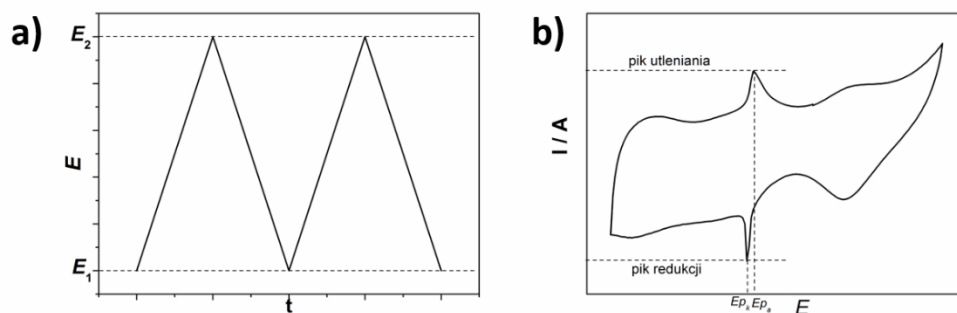 a)
E₂
E
E₁
t
b)
pik utleniania
I / A
pik redukcji
Epₖ Epₐ
E